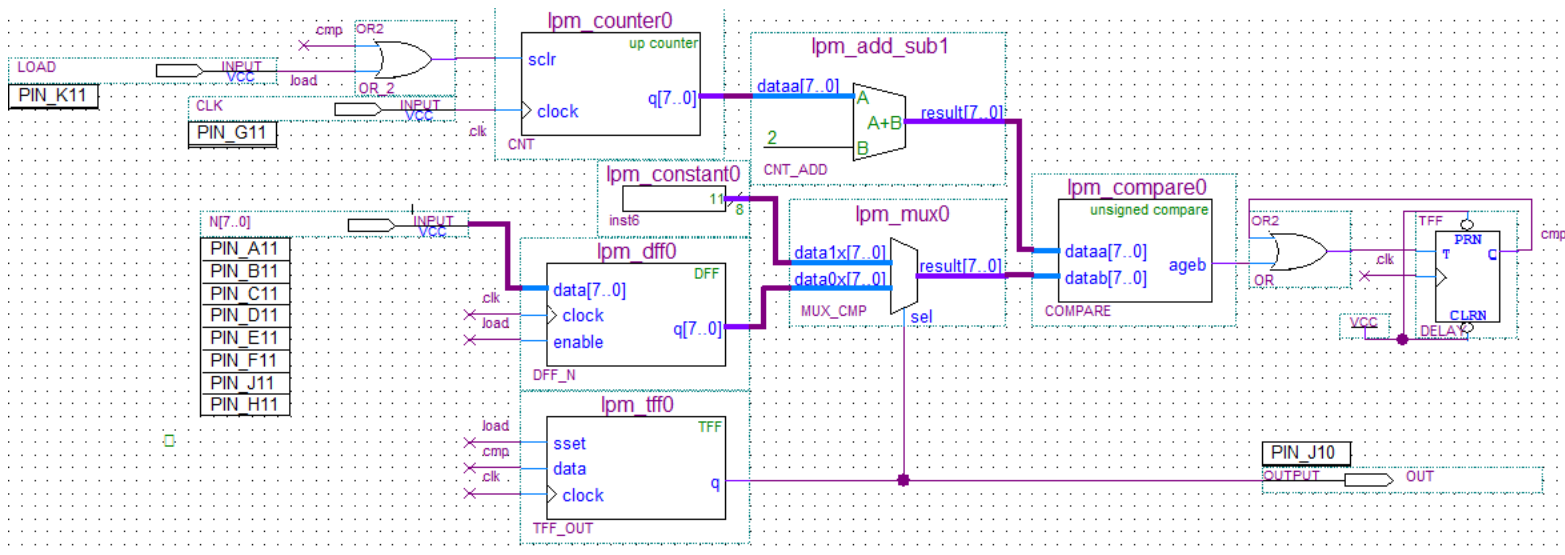 lpm_counter0
up counter
sclr
clock
q[7..0]
CNT
.cmp
OR2
OR_2
LOAD
INPUT
VCC
load
PIN_K11
CLK
INPUT
VCC
.clk
PIN_G11
lpm_add_sub1
dataa[7..0]
A
A+B
B
2
result[7..0]
CNT_ADD
lpm_constant0
11
8
inst6
N[7..0]
INPUT
VCC
PIN_A11
PIN_B11
PIN_C11
PIN_D11
PIN_E11
PIN_F11
PIN_J11
PIN_H11
lpm_dff0
DFF
.clk
data[7..0]
load
clock
enable
q[7..0]
DFF_N
lpm_mux0
data1x[7..0]
data0x[7..0]
result[7..0]
sel
MUX_CMP
lpm_compare0
unsigned compare
dataa[7..0]
datab[7..0]
ageb
COMPARE
OR2
OR
.clk
TFF
PRN
T
Q
CLRN
DELAY
cmp
VCC
lpm_tff0
TFF
load
sset
.cmp
data
.clk
clock
q
TFF_OUT
PIN_J10
OUTPUT
OUT